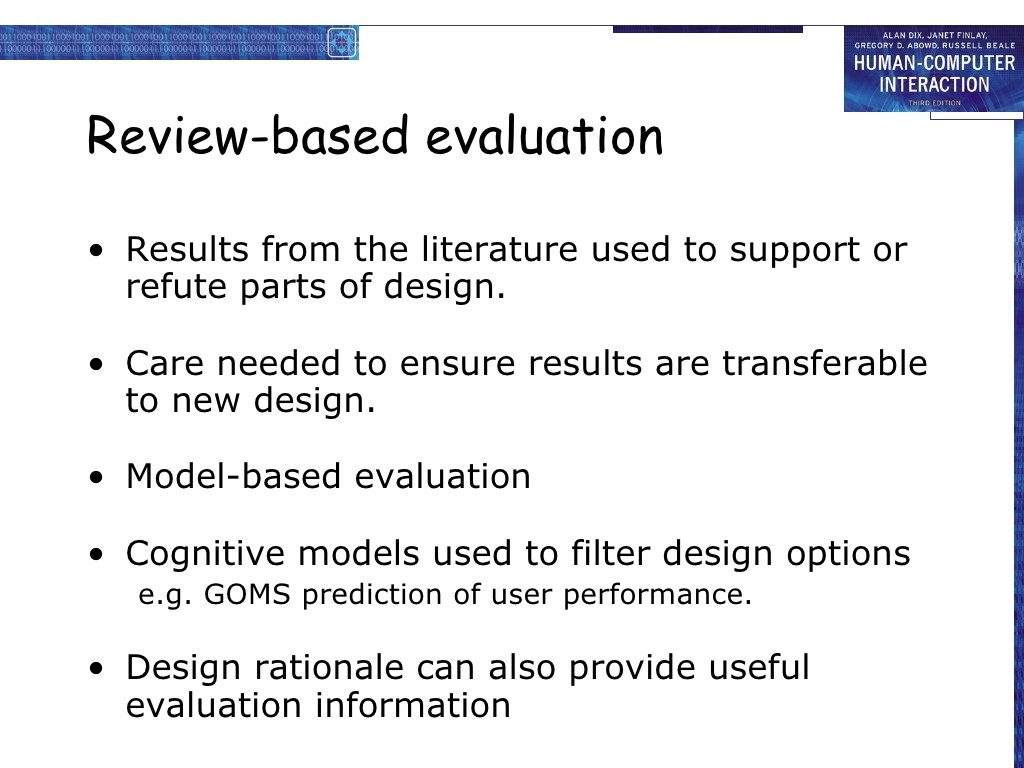 ALAN DIX, JANET FINLAY,
GREGORY D. ABOWD, RUSSELL BEALE
HUMAN-COMPUTER
INTERACTION
THIRD EDITION
Review-based evaluation
• Results from the literature used to support or
refute parts of design.
• Care needed to ensure results are transferable
to new design.
• Model-based evaluation
• Cognitive models used to filter design options
e.g. GOMS prediction of user performance.
• Design rationale can also provide useful
evaluation information